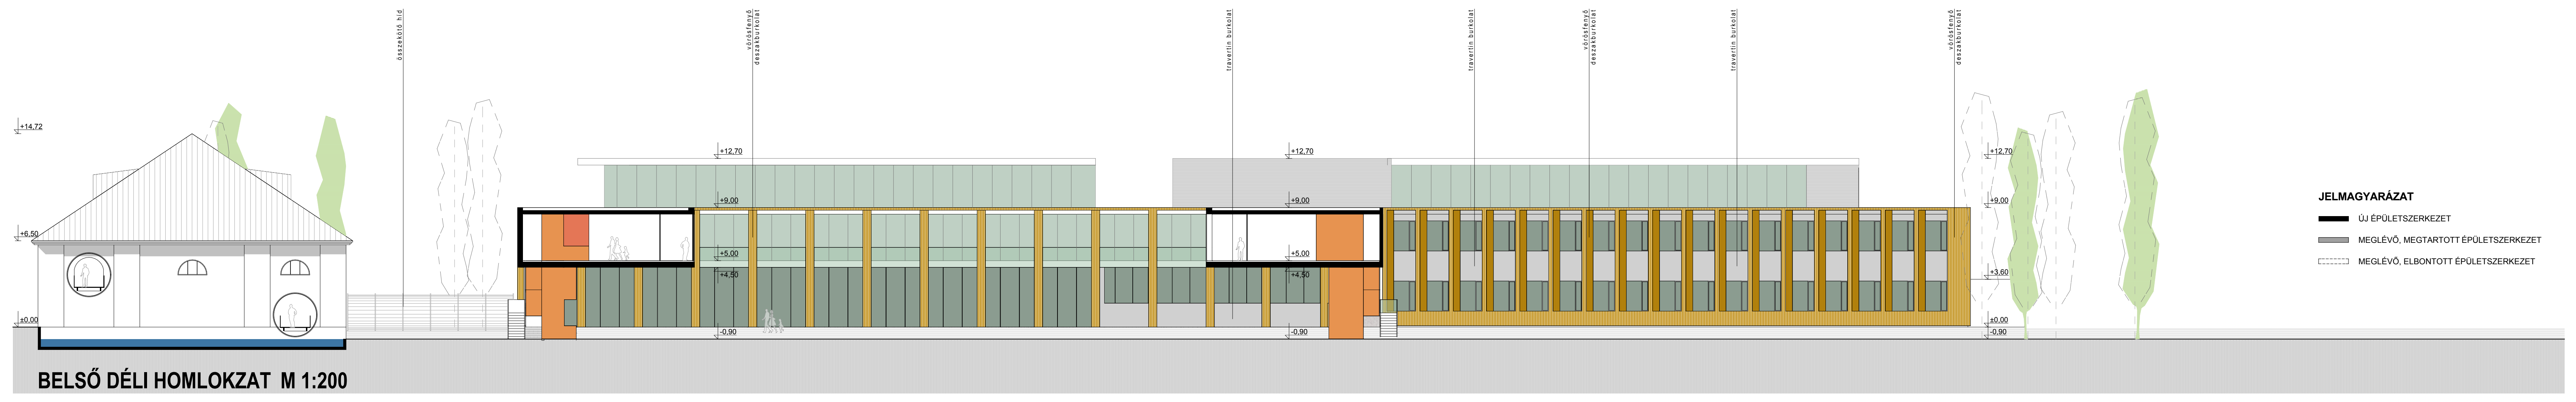 összekötő híd
vörösfenyő
deszakburkolat
travertin burkolat
travertin burkolat
vörösfenyő
deszakburkolat
travertin burkolat
vörösfenyő
deszakburkolat
+14,72
+6,50
±0,00
+12,70
+9,00
+5,00
+4,50
-0,90
+12,70
+9,00
+5,00
+4,50
-0,90
+12,70
+9,00
+3,60
±0,00
-0,90
JELMAGYARÁZAT
ÚJ ÉPÜLETSZERKEZET
MEGLÉVŐ, MEGTARTOTT ÉPÜLETSZERKEZET
MEGLÉVŐ, ELBONTOTT ÉPÜLETSZERKEZET
BELSŐ DÉLI HOMLOKZAT M 1:200